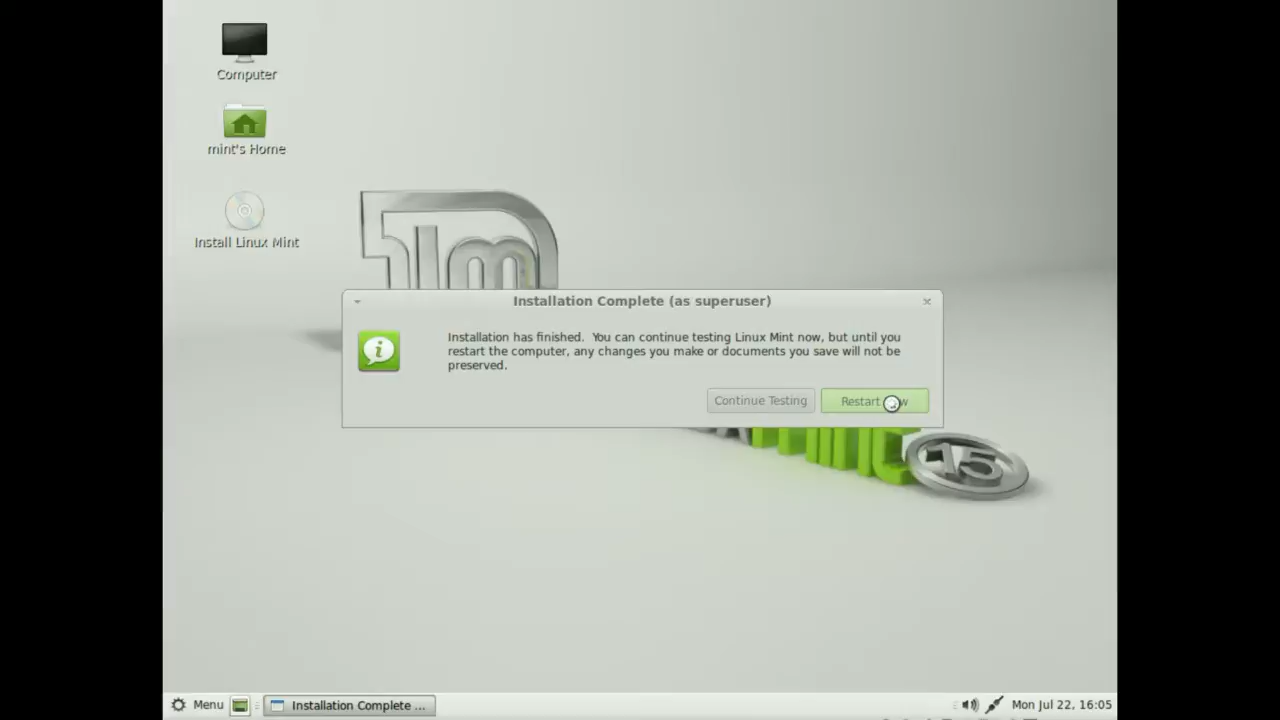 Computer
mint's Home
Install Linux Mint
Installation Complete (as superuser)
Installation has finished.  You can continue testing Linux Mint now, but until you
restart the computer, any changes you make or documents you save will not be
preserved.
Continue Testing
Restart
15
Menu
Installation Complete ...
Mon Jul 22, 16:05